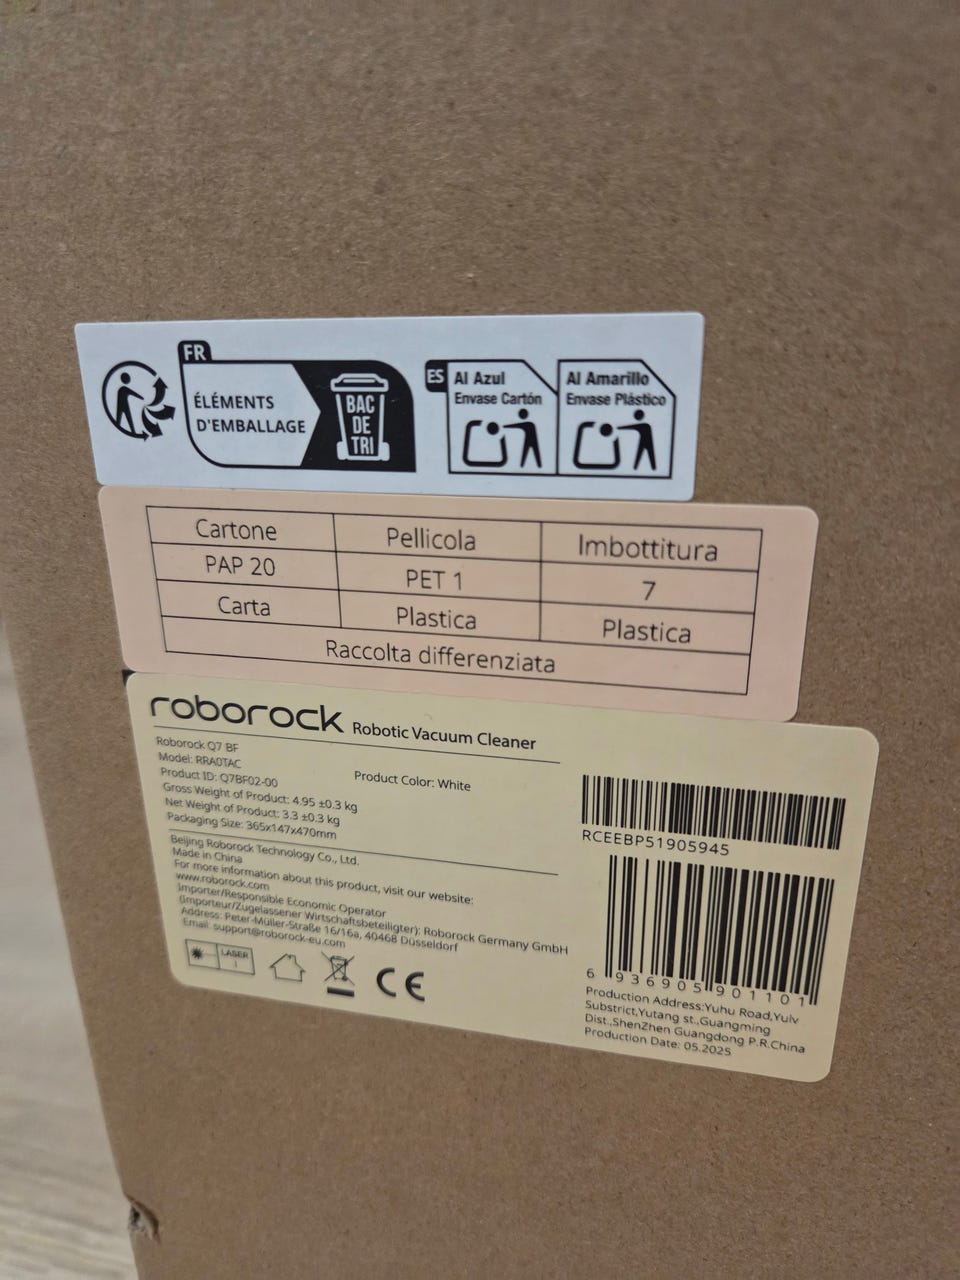 FR
ÉLÉMENTS
D'EMBALLAGE
BAC
DE
TRI
ES
Al Azul
Envase Cartón
Al Amarillo
Envase Plástico
Cartone Pellicola Imbottitura
PAP 20 PET 1 7
Carta Plastica Plastica
Raccolta differenziata
roborock Robotic Vacuum Cleaner
Roborock Q7 BF
Model: RRA0TAC
Product ID: Q7BF02-00 Product Color: White
Gross Weight of Product: 4.95 ±0.3 kg
Net Weight of Product: 3.3 ±0.3 kg
Packaging Size: 365x147x470mm
Beijing Roborock Technology Co., Ltd.
Made in China
For more information about this product, visit our website:
www.roborock.com
Importer/Responsible Economic Operator
(Importeur/Zugelassener Wirtschaftsbeteiligter): Roborock Germany GmbH
Address: Peter-Müller-Straße 16/16a, 40468 Düsseldorf
Email: support@roborock-eu.com
LASER
1
CE
RCEEBP51905945
6 936905 901101
Production Address:Yuhu Road,Yulv
Substrict,Yutang st.,Guangming
Dist.,ShenZhen Guangdong P.R.China
Production Date: 05.2025